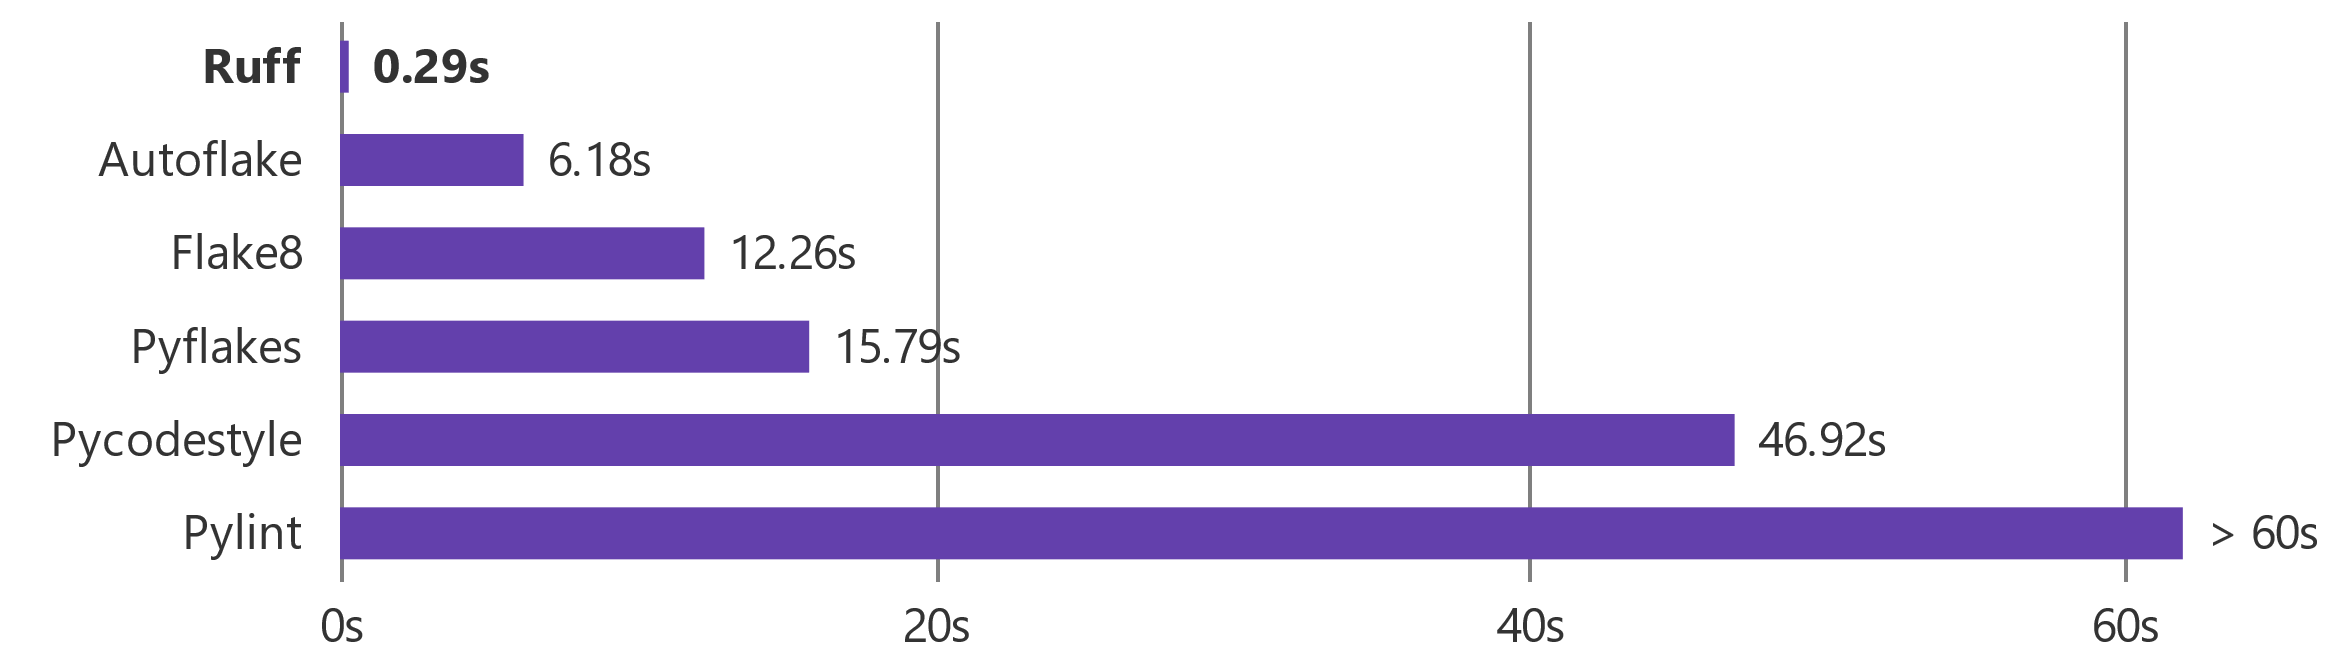 Ruff 0.29s
Autoflake 6.18s
Flake8 12.26s
Pyflakes 15.79s
Pycodestyle 46.92s
Pylint > 60s
0s 20s 40s 60s